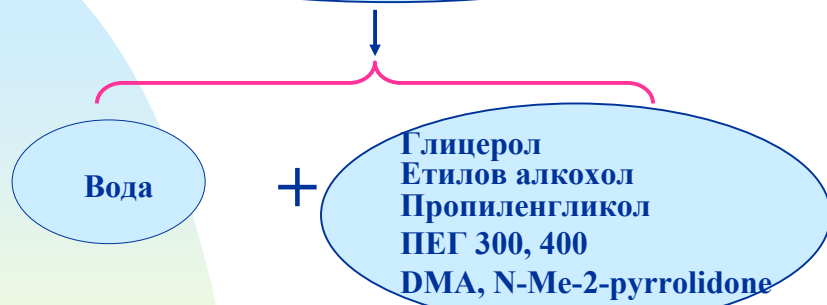 Вода
+
Глицерол
Етилов алкохол
Пропиленгликол
ПЕГ 300, 400
DMA, N-Me-2-pyrrolidone